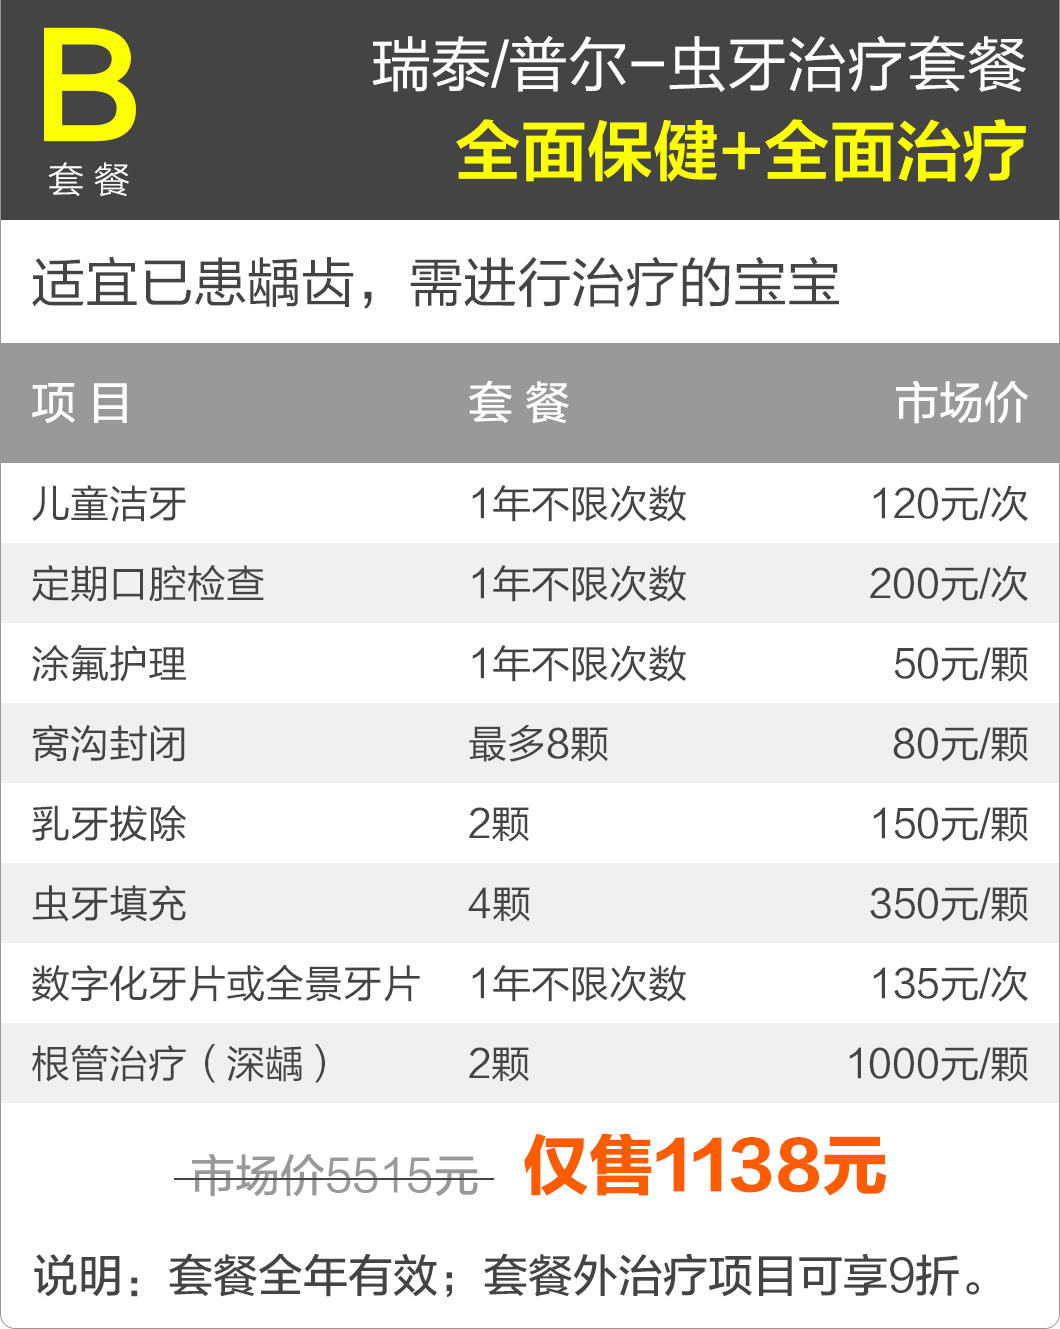 B
套 餐
瑞泰/普尔-虫牙治疗套餐
全面保健+全面治疗
适宜已患龋齿，需进行治疗的宝宝
项 目 套 餐 市场价
儿童洁牙 1年不限次数 120元/次
定期口腔检查 1年不限次数 200元/次
涂氟护理 1年不限次数 50元/颗
窝沟封闭 最多8颗 80元/颗
乳牙拔除 2颗 150元/颗
虫牙填充 4颗 350元/颗
数字化牙片或全景牙片 1年不限次数 135元/次
根管治疗（深龋） 2颗 1000元/颗
市场价5515元 仅售1138元
说明：套餐全年有效；套餐外治疗项目可享9折。